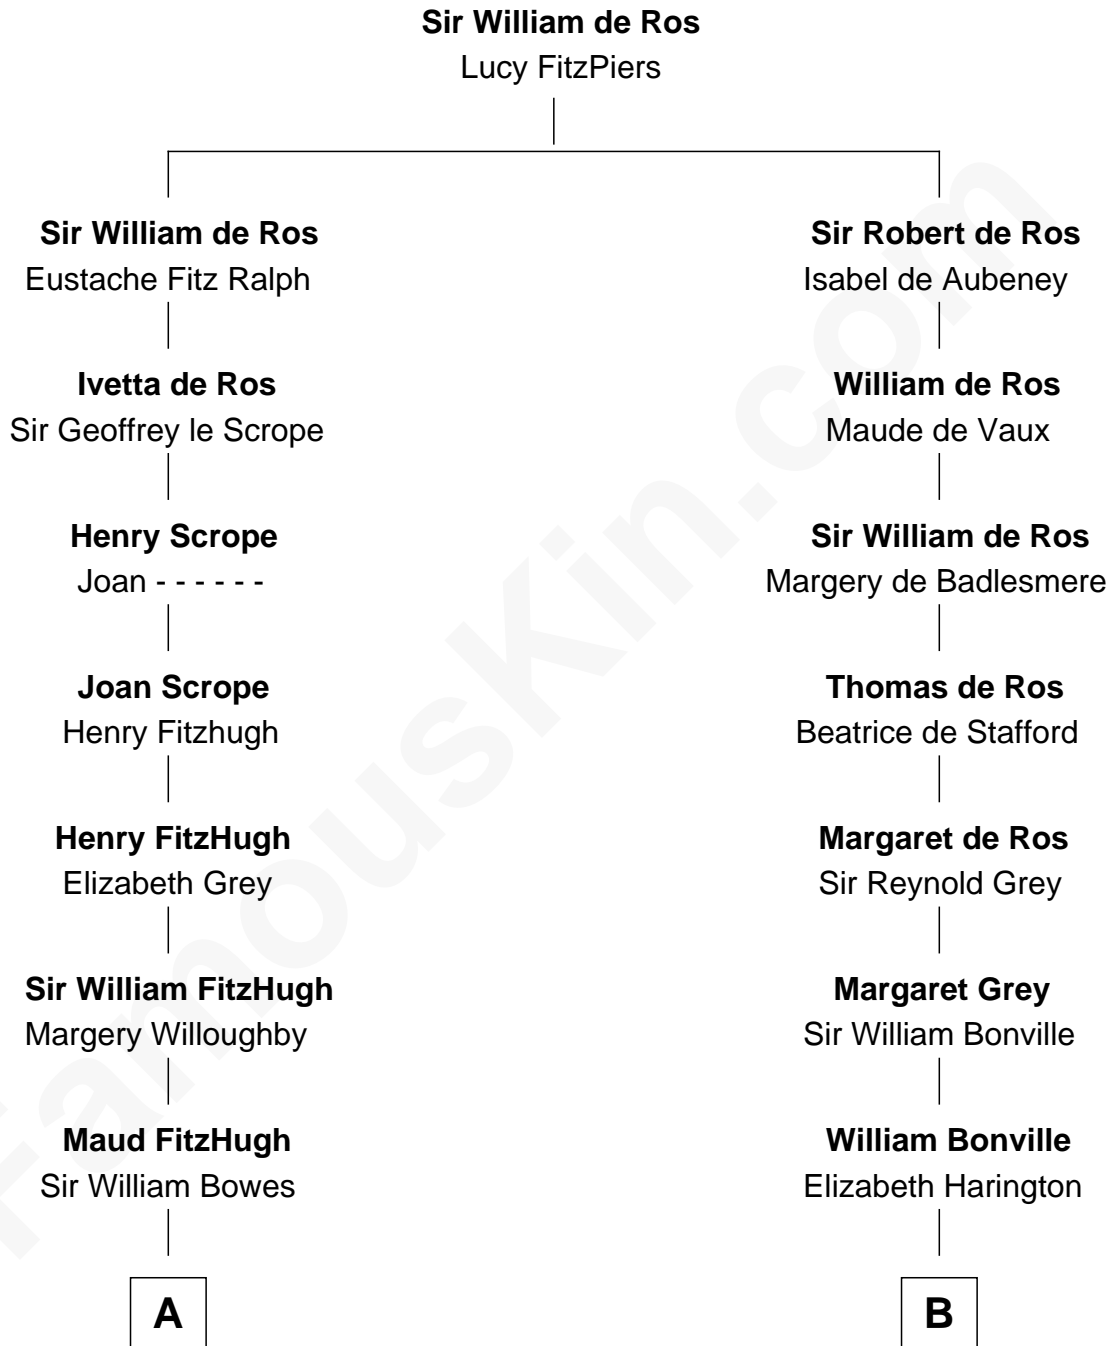 Sir William de Ros
Lucy FitzPiers
Sir William de Ros
Eustache Fitz Ralph
Sir Robert de Ros
Isabel de Aubeney
Ivetta de Ros
Sir Geoffrey le Scrope
William de Ros
Maude de Vaux
Henry Scrope
Joan - - - - - -
Sir William de Ros
Margery de Badlesmere
Joan Scrope
Henry Fitzhugh
Thomas de Ros
Beatrice de Stafford
Henry FitzHugh
Elizabeth Grey
Margaret de Ros
Sir Reynold Grey
Sir William FitzHugh
Margery Willoughby
Margaret Grey
Sir William Bonville
Maud FitzHugh
Sir William Bowes
William Bonville
Elizabeth Harington
A
B
FamousKin.com